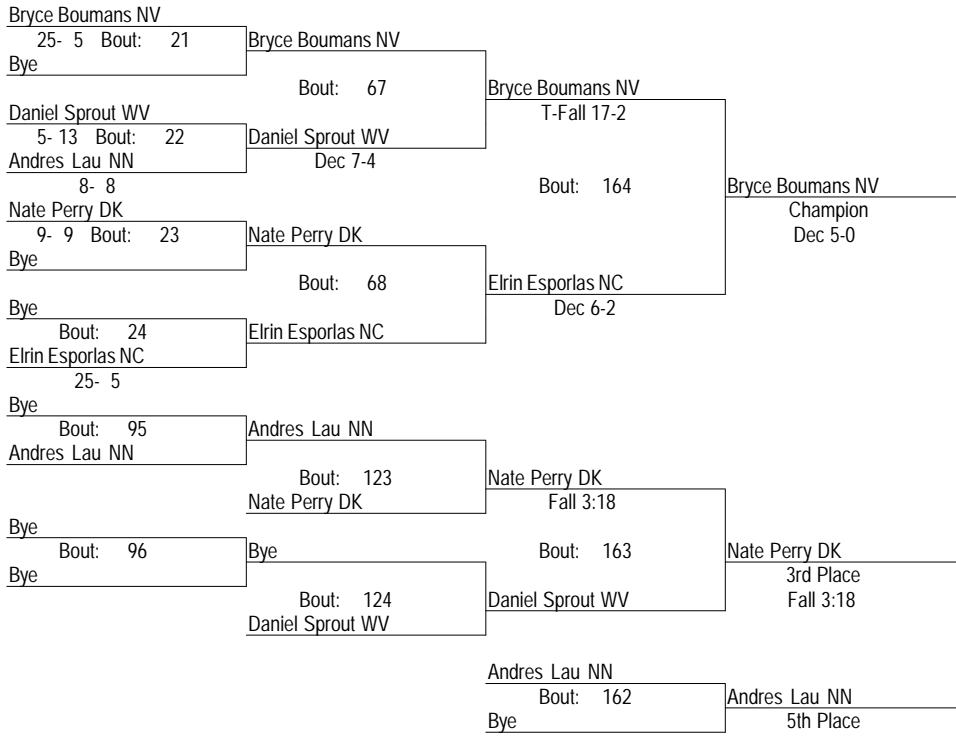 Bryce Boumans NV
25- 5 Bout: 21
Bye
Bryce Boumans NV
Bout: 67
Bryce Boumans NV
T-Fall 17-2
Daniel Sprout WV
5- 13 Bout: 22
Andres Lau NN
8- 8
Daniel Sprout WV
Dec 7-4
Bout: 164
Bryce Boumans NV
Champion
Dec 5-0
Nate Perry DK
9- 9 Bout: 23
Bye
Nate Perry DK
Bout: 68
Elrin Esporlas NC
Dec 6-2
Bye
Bout: 24
Elrin Esporlas NC
25- 5
Elrin Esporlas NC
Bye
Bout: 95
Andres Lau NN
Andres Lau NN
Bout: 123
Nate Perry DK
Nate Perry DK
Fall 3:18
Bye
Bout: 96
Bye
Bye
Bout: 124
Daniel Sprout WV
Bout: 163
Daniel Sprout WV
Nate Perry DK
3rd Place
Fall 3:18
Andres Lau NN
Bout: 162
Bye
Andres Lau NN
5th Place